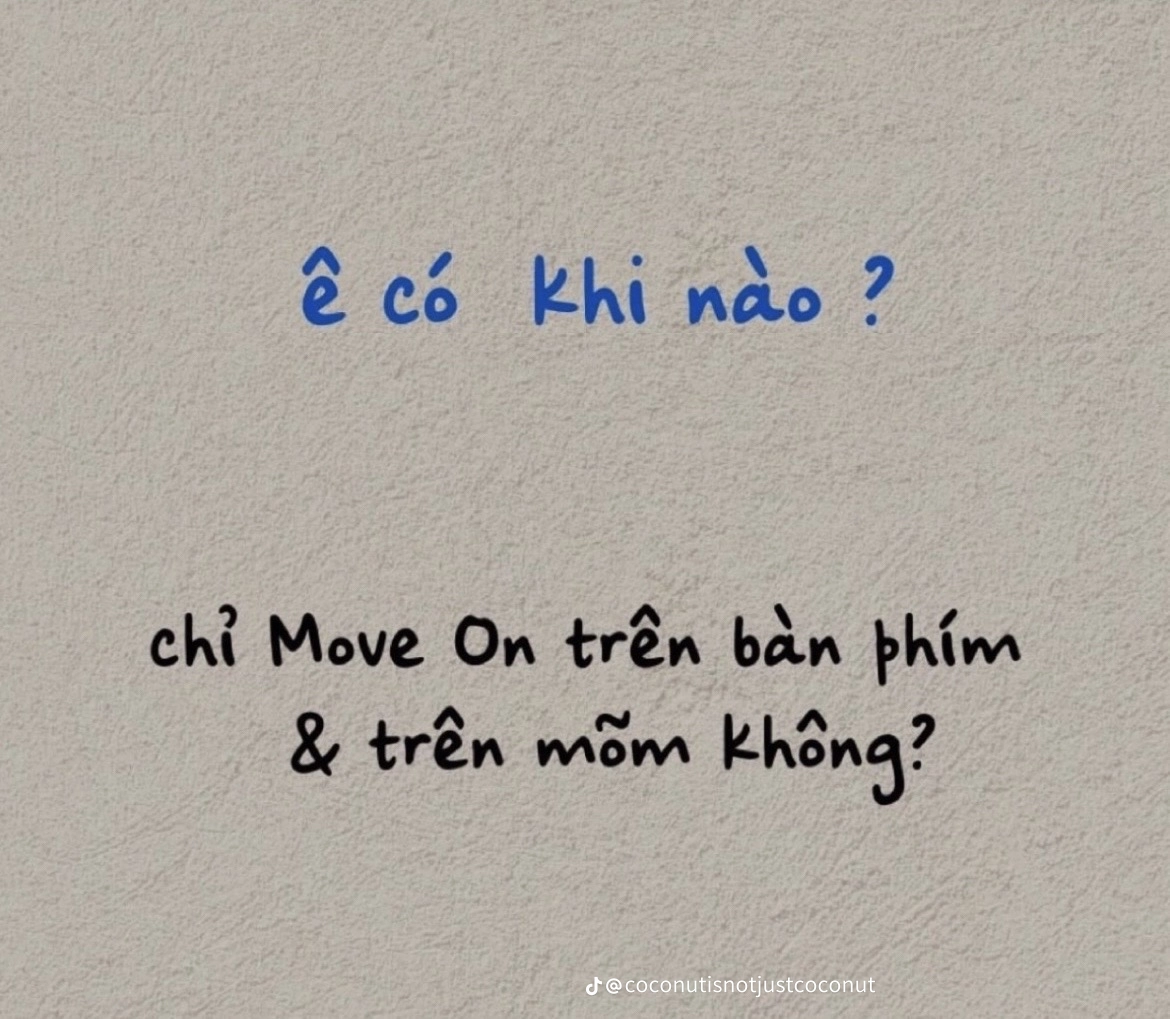 ê có khi nào ?
chỉ Move On trên bàn phím
& trên mõm không?
@coconutisnotjustcoconut